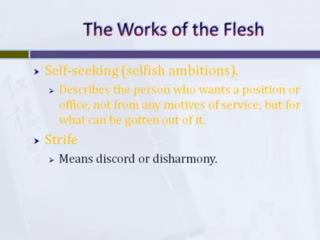 The Works of the Flesh
Self-seeking (selfish ambitions).
Describes the person who wants a position or
office, not from any motives of service, but for
what can be gotten out of it.
Strife
Means discord or disharmony.